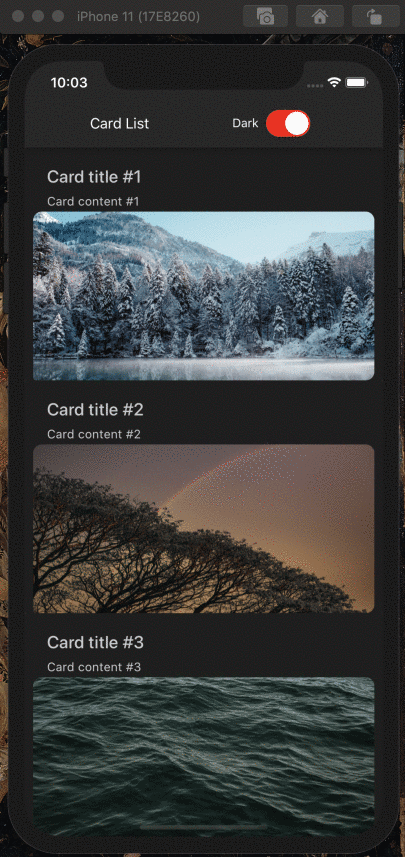 iPhone 11 (17E8260)
10:03
Card List
Dark
Card title #1
Card content #1
Card title #2
Card content #2
Card title #3
Card content #3